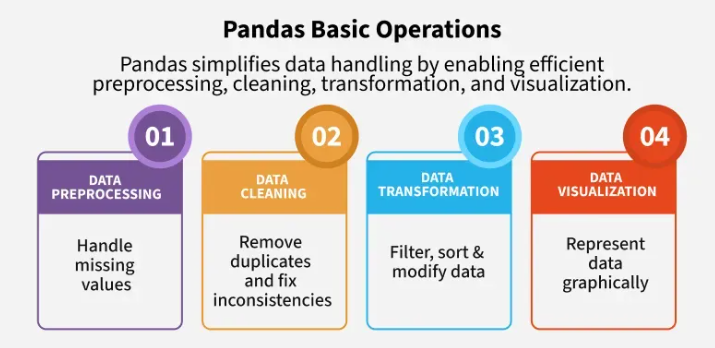 Pandas Basic Operations
Pandas simplifies data handling by enabling efficient
preprocessing, cleaning, transformation, and visualization.
01
DATA
PREPROCESSING
Handle
missing
values
02
DATA
CLEANING
Remove
duplicates
and fix
inconsistencies
03
DATA
TRANSFORMATION
Filter, sort &
modify data
04
DATA
VISUALIZATION
Represent
data
graphically